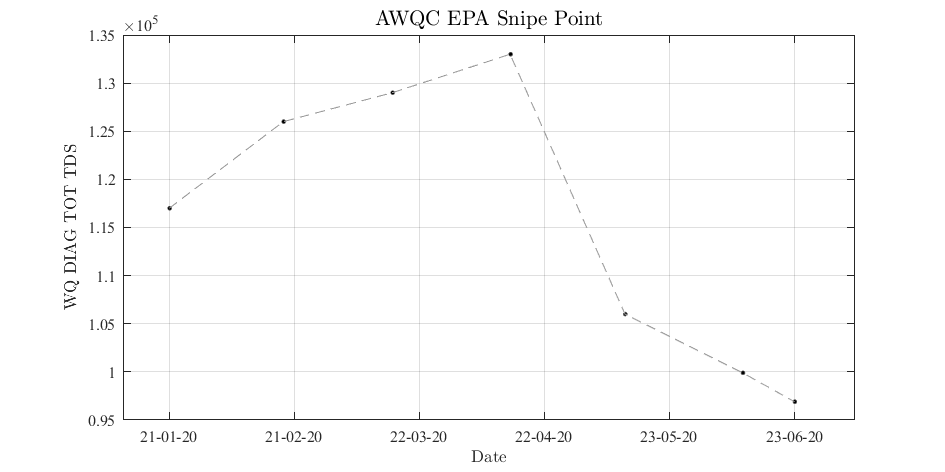 AWQC EPA Snipe Point
×10⁵
1.35
1.3
1.25
1.2
1.15
1.1
1.05
1
0.95
WQ DIAG TOT TDS
21-01-20 21-02-20 22-03-20 22-04-20 23-05-20 23-06-20
Date